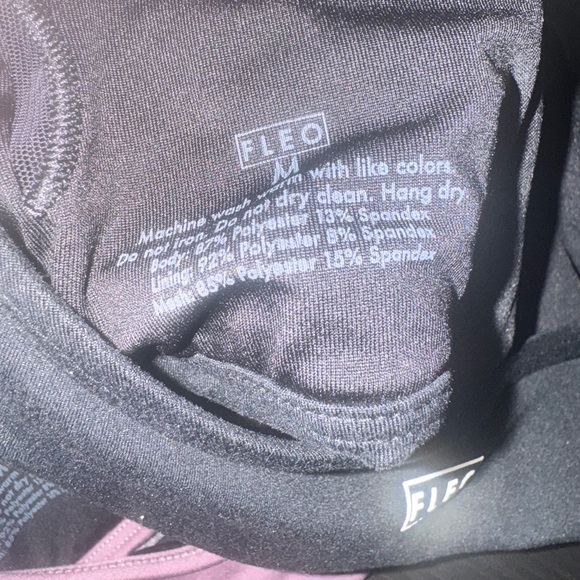 FLEO
M
Machine wash warm with like colors.
Do not iron. Do not dry clean. Hang dry.
Body: 87% Polyester 13% Spandex
Lining: 92% Polyester 8% Spandex
Mesh: 85% Polyester 15% Spandex
FLEO